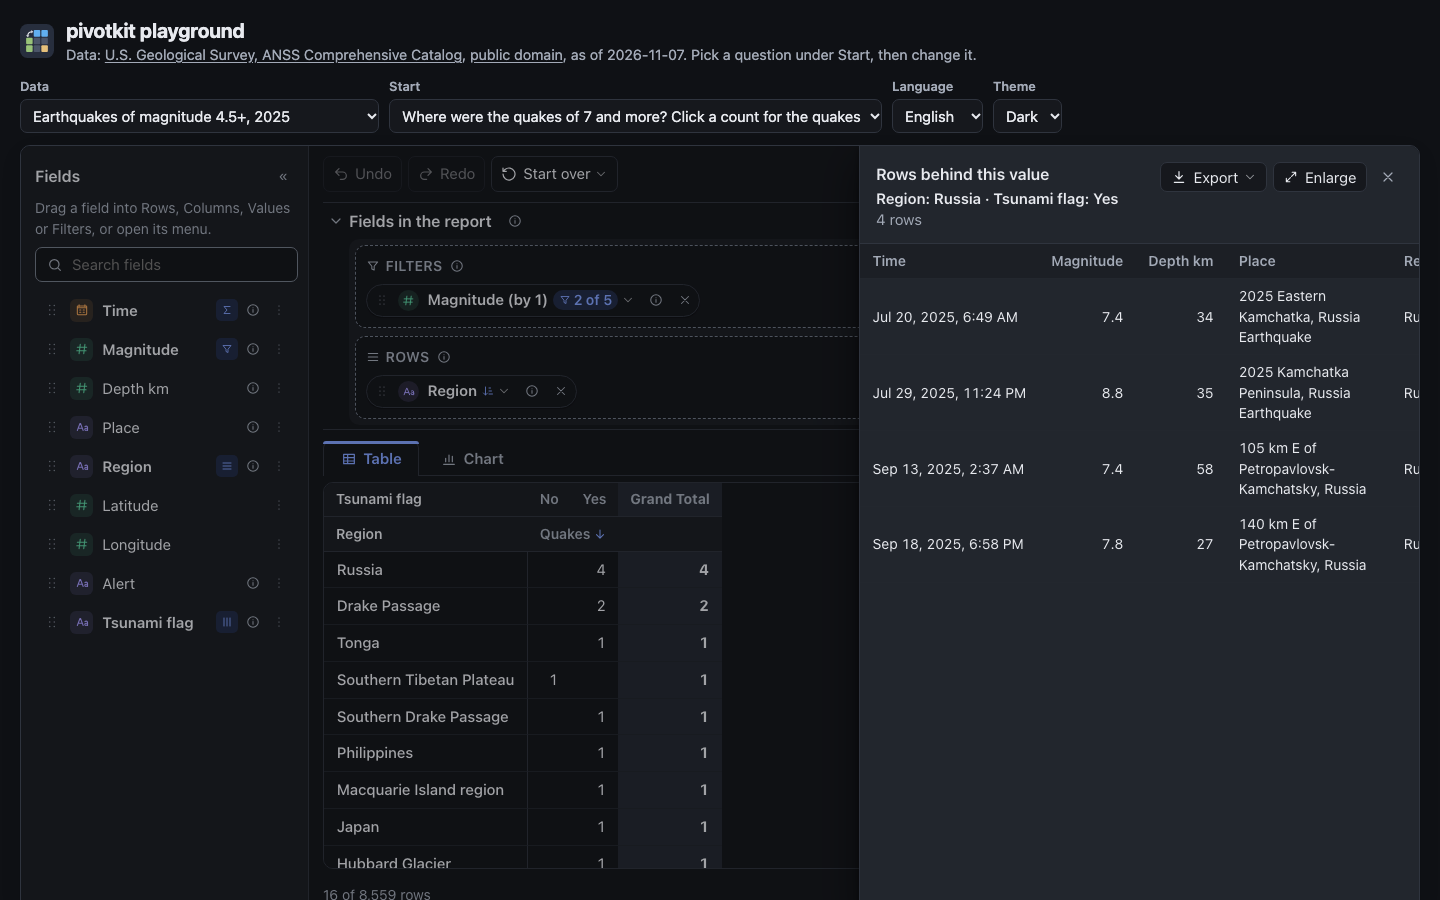 pivotkit playground
Data: U.S. Geological Survey, ANSS Comprehensive Catalog, public domain, as of 2026-11-07. Pick a question under Start, then change it.
Data
Start
Language
Theme
Earthquakes of magnitude 4.5+, 2025
Where were the quakes of 7 and more? Click a count for the quakes
English
Dark
Fields
«
Drag a field into Rows, Columns, Values
or Filters, or open its menu.
Search fields
Time
Magnitude
Depth km
Place
Region
Latitude
Longitude
Alert
Tsunami flag
Undo
Redo
Start over
Fields in the report
FILTERS
Magnitude (by 1) 2 of 5
ROWS
Region
Table
Chart
Tsunami flag No Yes Grand Total
Region Quakes ↓
Russia 4 4
Drake Passage 2 2
Tonga 1 1
Southern Tibetan Plateau 1 1
Southern Drake Passage 1 1
Philippines 1 1
Macquarie Island region 1 1
Japan 1 1
Hubbard Glacier 1 1
16 of 8,559 rows
Rows behind this value
Region: Russia · Tsunami flag: Yes
4 rows
Export
Enlarge
Time Magnitude Depth km Place Re
Jul 20, 2025, 6:49 AM 7.4 34 2025 Eastern
Kamchatka, Russia
Earthquake
Ru
Jul 29, 2025, 11:24 PM 8.8 35 2025 Kamchatka
Peninsula, Russia
Earthquake
Ru
Sep 13, 2025, 2:37 AM 7.4 58 105 km E of
Petropavlovsk-
Kamchatsky, Russia
Ru
Sep 18, 2025, 6:58 PM 7.8 27 140 km E of
Petropavlovsk-
Kamchatsky, Russia
Ru